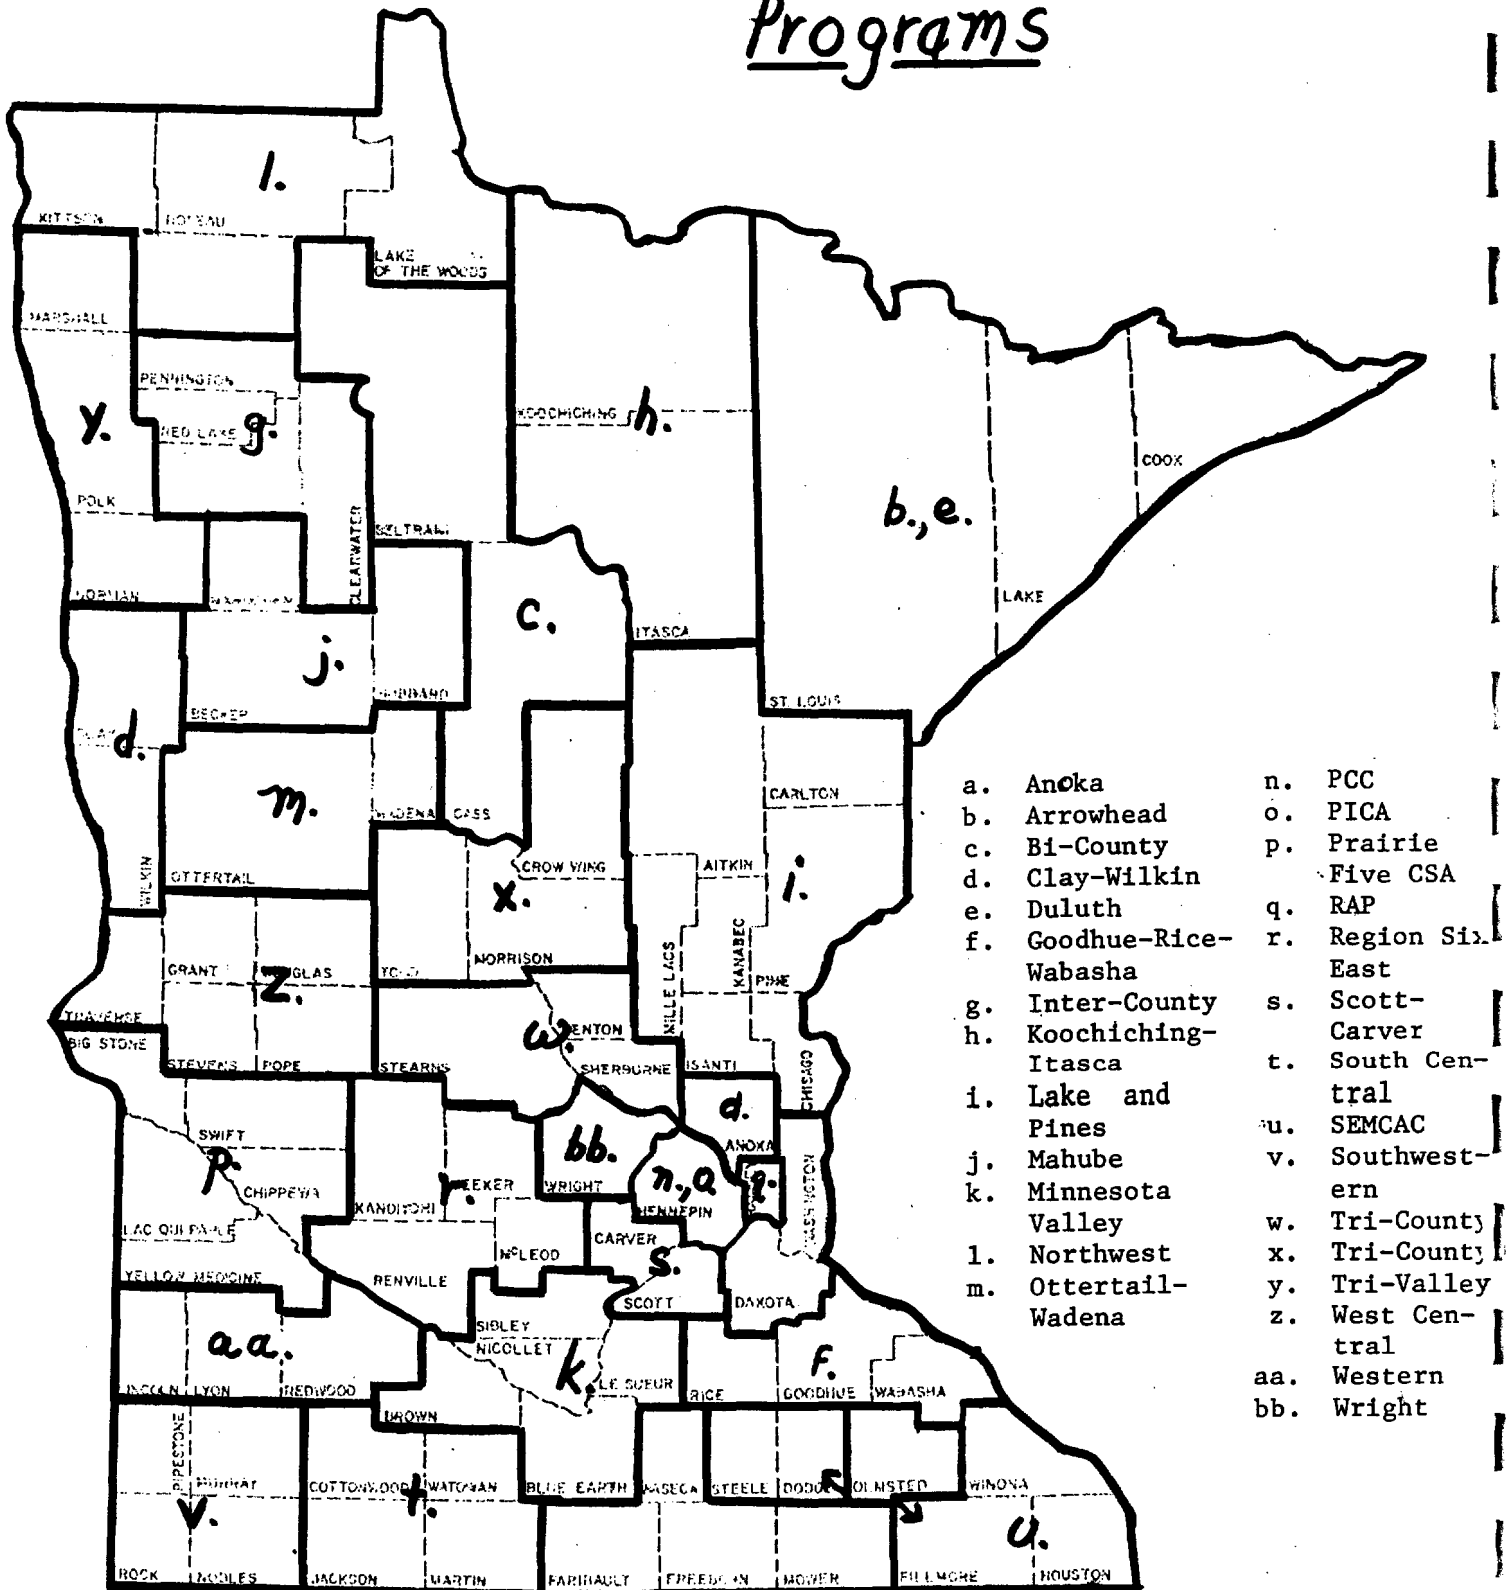 Programs
l.
KITTSON
ROSEAU
LAKE
OF THE WOODS
MARSHALL
PENNINGTON
KOOCHICHING h.
y.
RED LAKE g.
COOK
b.,e.
POLK
CLEARWATER
BELTRAMI
NORMAN
LAKE
c.
ITASCA
j.
HUBBARD
BECKER
ST. LOUIS
d.
m.
WADENA
CASS
CARLTON
WILKIN
OTTERTAIL
CROW WING
AITKIN
i.
x.
MORRISON
MILLE LACS
KANABEC
PINE
GRANT
z.
TRAVERSE
BIG STONE
STEVENS
POPE
STEARNS
w.
SHERBURNE
ISANTI
CHISAGO
d.
ANOKA
SWIFT
p.
CHIPPEWA
bb.
WRIGHT
n.,o.
HENNEPIN
q.
WASHINGTON
KANDIYOHI
r.
LAC QUI PARLE
McLEOD
CARVER
s.
YELLOW MEDICINE
RENVILLE
SCOTT
DAKOTA
SIBLEY
aa.
NICOLLET
k.
LE SUEUR
f.
LINCOLN
LYON
REDWOOD
RICE
GOODHUE
WABASHA
BROWN
PIPESTONE
MURRAY
COTTONWOOD
WATONWAN
BLUE EARTH
WASECA
STEELE
DODGE
OLMSTED
WINONA
v.
t.
u.
ROCK
NOBLES
JACKSON
MARTIN
FARIBAULT
FREEBORN
MOWER
FILLMORE
HOUSTON
a. Anoka
b. Arrowhead
c. Bi-County
d. Clay-Wilkin
e. Duluth
f. Goodhue-Rice-
Wabasha
g. Inter-County
h. Koochiching-
Itasca
i. Lake and
Pines
j. Mahube
k. Minnesota
Valley
l. Northwest
m. Ottertail-
Wadena
n. PCC
o. PICA
p. Prairie
Five CSA
q. RAP
r. Region Six
East
s. Scott-
Carver
t. South Cen-
tral
u. SEMCAC
v. Southwest-
ern
w. Tri-County
x. Tri-County
y. Tri-Valley
z. West Cen-
tral
aa. Western
bb. Wright